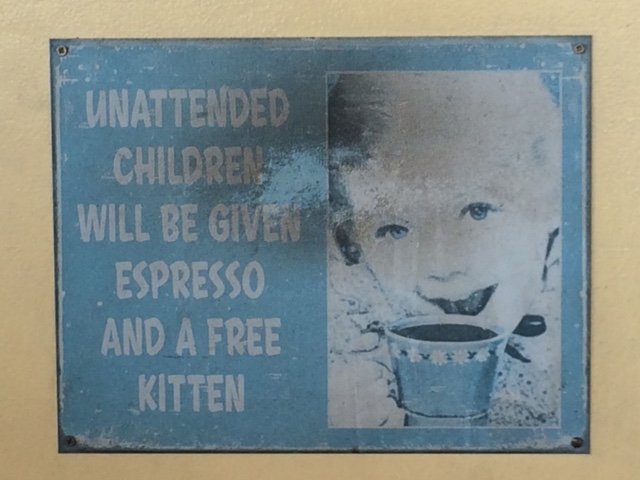 UNATTENDED
CHILDREN
WILL BE GIVEN
ESPRESSO
AND A FREE
KITTEN